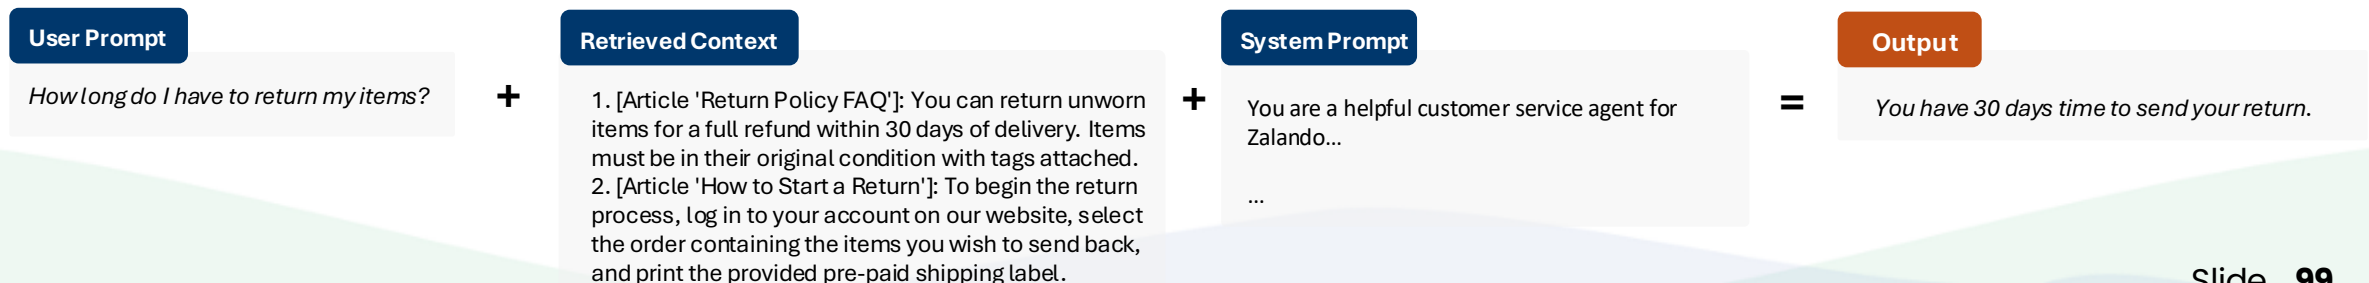 User Prompt
How long do I have to return my items?
+
Retrieved Context
1. [Article 'Return Policy FAQ']: You can return unworn
items for a full refund within 30 days of delivery. Items
must be in their original condition with tags attached.
2. [Article 'How to Start a Return']: To begin the return
process, log in to your account on our website, select
the order containing the items you wish to send back,
and print the provided pre-paid shipping label.
+
System Prompt
You are a helpful customer service agent for
Zalando...

...
=
Output
You have 30 days time to send your return.
Slide 99